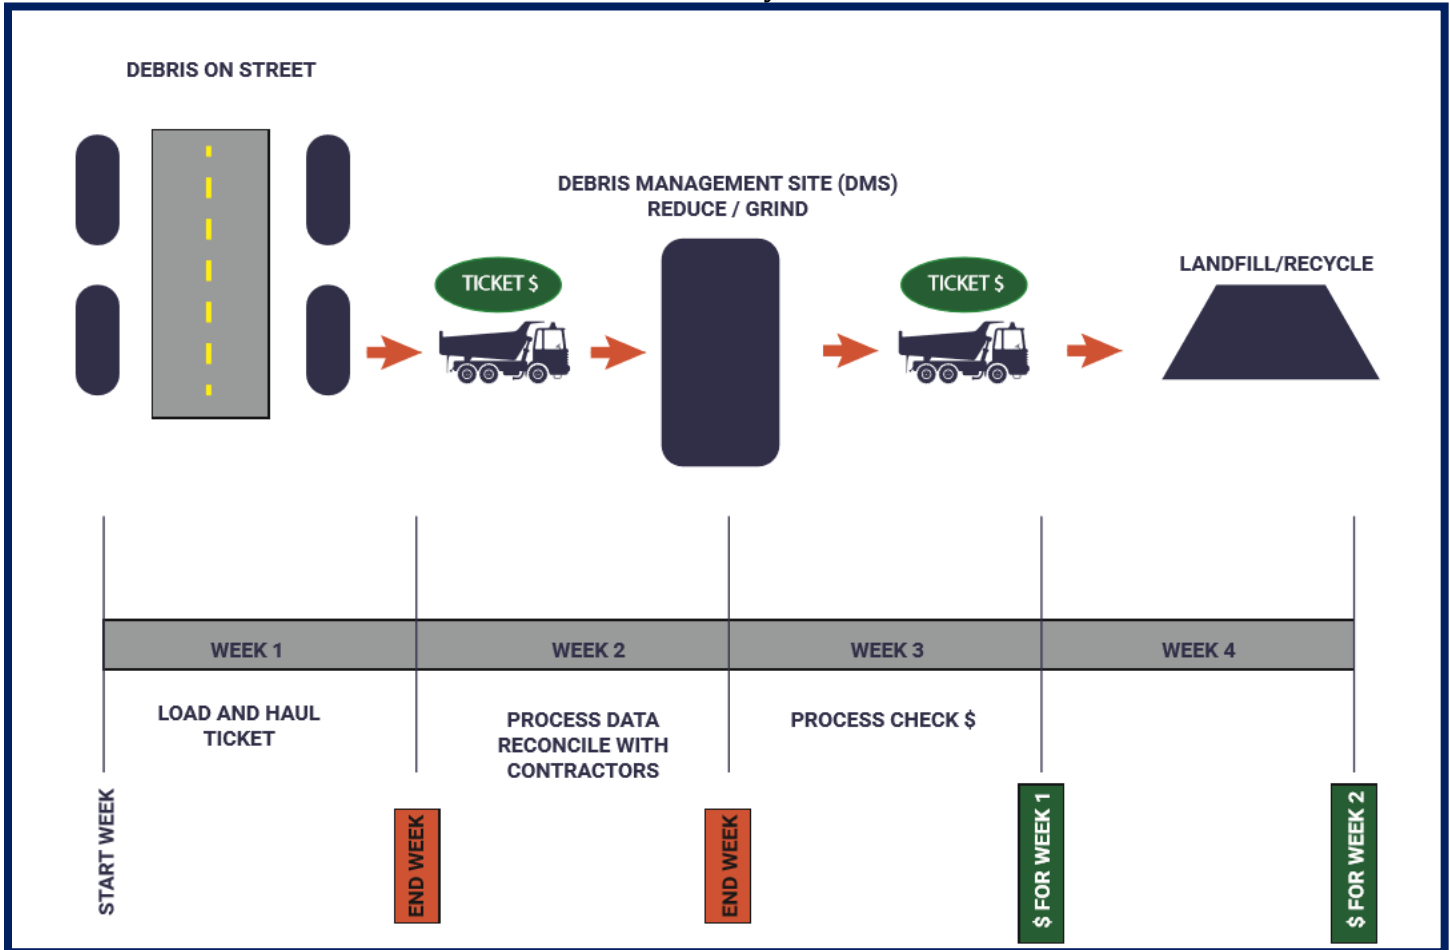 DEBRIS ON STREET
DEBRIS MANAGEMENT SITE (DMS)
REDUCE / GRIND
TICKET $
TICKET $
LANDFILL/RECYCLE
WEEK 1
WEEK 2
WEEK 3
WEEK 4
LOAD AND HAUL
TICKET
PROCESS DATA
RECONCILE WITH
CONTRACTORS
PROCESS CHECK $
START WEEK
END WEEK
END WEEK
$ FOR WEEK 1
$ FOR WEEK 2